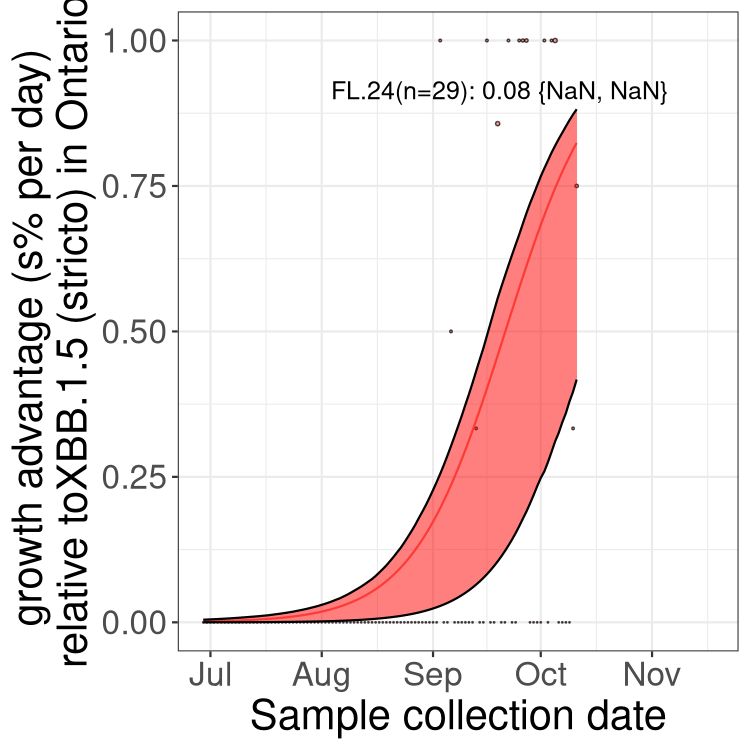 growth advantage (s% per day)
relative toXBB.1.5 (stricto) in Ontario
1.00
0.75
0.50
0.25
0.00
FL.24(n=29): 0.08 {NaN, NaN}
Jul Aug Sep Oct Nov
Sample collection date